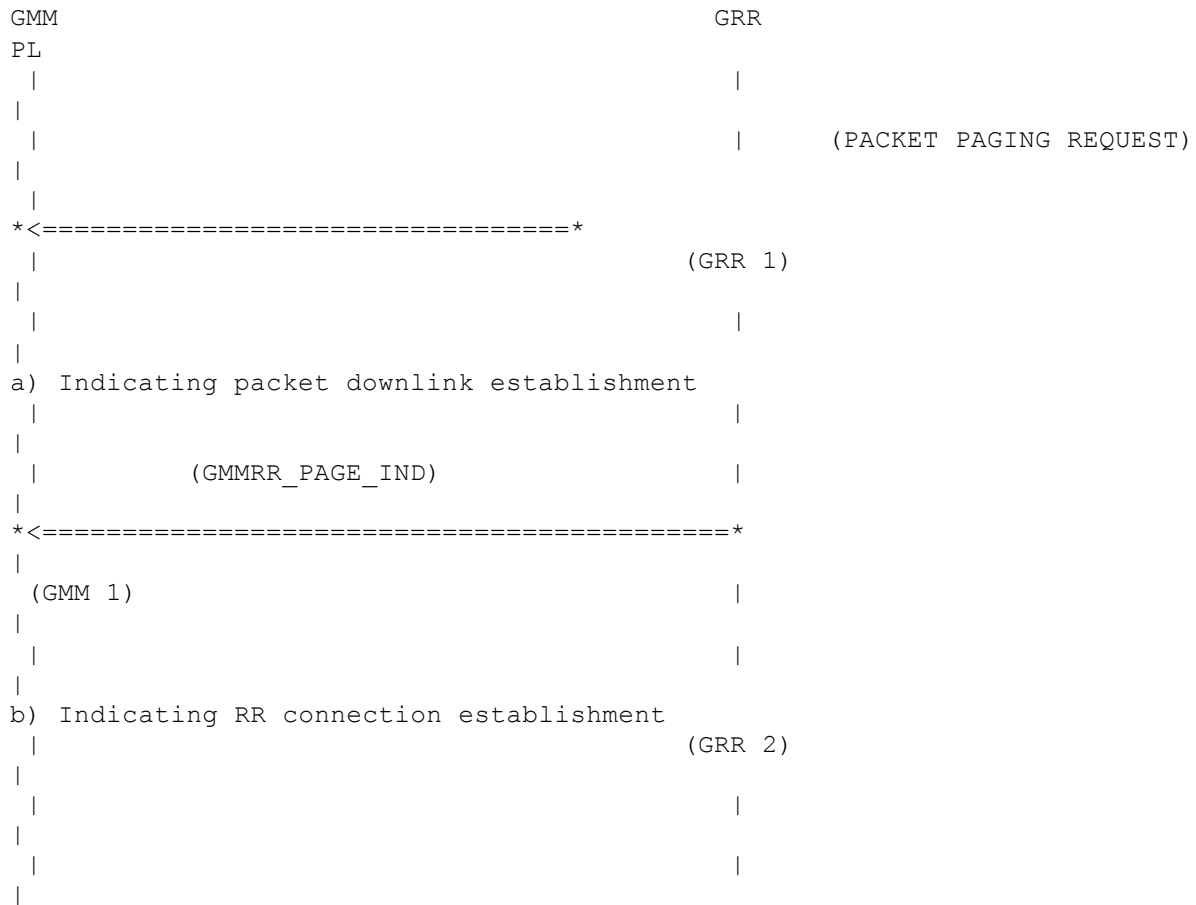 GMM GRR
PL
| |
|
| | (PACKET PAGING REQUEST)
|
|
*<=================================*
| (GRR 1)
|
| |
|
a) Indicating packet downlink establishment
| |
|
| (GMMRR_PAGE_IND) |
|
*<===========================================*
|
(GMM 1) |
|
| |
|
b) Indicating RR connection establishment
| (GRR 2)
|
| |
|
| |
|